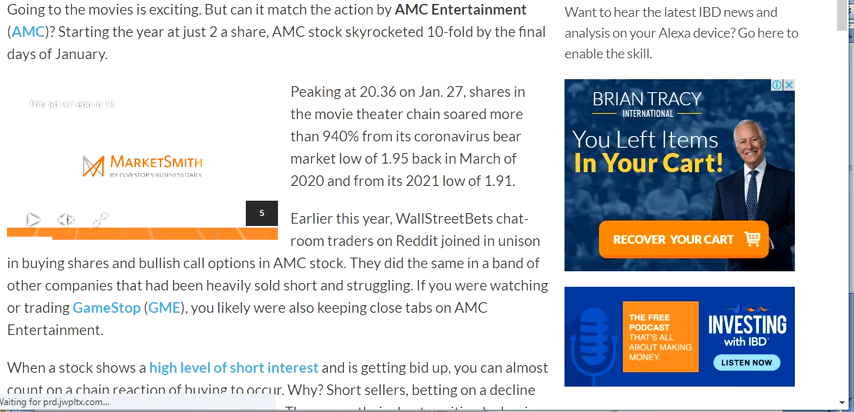 Going to the movies is exciting. But can it match the action by AMC Entertainment
(AMC)? Starting the year at just 2 a share, AMC stock skyrocketed 10-fold by the final
days of January.
MARKETSMITH
BY INVESTOR'S BUSINESS DAILY
5
Peaking at 20.36 on Jan. 27, shares in
the movie theater chain soared more
than 940% from its coronavirus bear
market low of 1.95 back in March of
2020 and from its 2021 low of 1.91.
Earlier this year, WallStreetBets chat-
room traders on Reddit joined in unison
in buying shares and bullish call options in AMC stock. They did the same in a band of
other companies that had been heavily sold short and struggling. If you were watching
or trading GameStop (GME), you likely were also keeping close tabs on AMC
Entertainment.
When a stock shows a high level of short interest and is getting bid up, you can almost
count on a chain reaction of buying to occur. Why? Short sellers, betting on a decline
Waiting for prd.jwpltx.com...
Want to hear the latest IBD news and
analysis on your Alexa device? Go here to
enable the skill.
BRIAN TRACY
INTERNATIONAL
You Left Items
In Your Cart!
RECOVER YOUR CART
THE FREE
PODCAST
THAT'S ALL
ABOUT MAKING
MONEY.
INVESTING
with IBD
LISTEN NOW